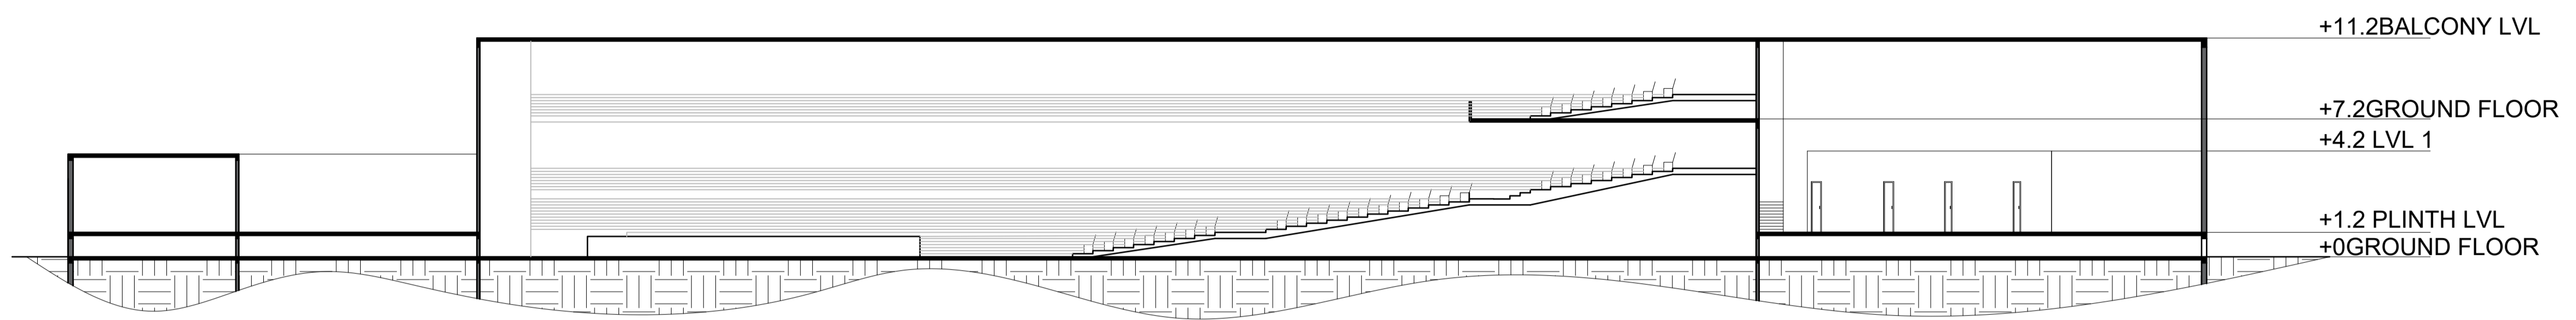 +11.2BALCONY LVL
+7.2GROUND FLOOR
+4.2 LVL 1
+1.2 PLINTH LVL
+0GROUND FLOOR